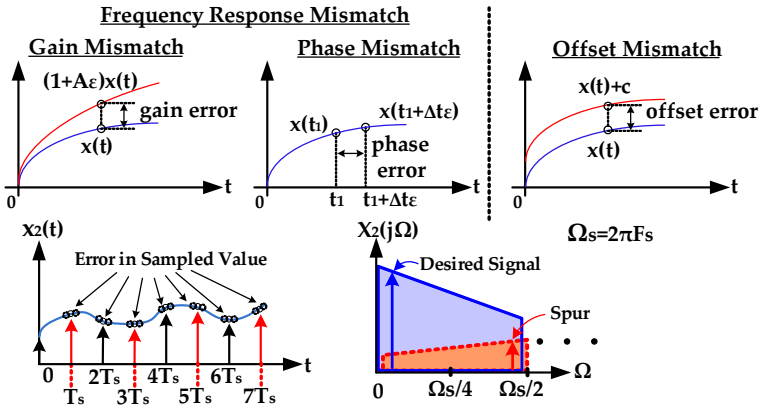 Frequency Response Mismatch
Gain Mismatch
Phase Mismatch
Offset Mismatch
(1+Aε)x(t)
gain error
x(t)
0
t
x(t₁)
x(t₁+Δtε)
phase error
0
t₁
t₁+Δtε
t
x(t)+c
offset error
x(t)
0
t
x₂(t)
Error in Sampled Value
0
Ts
2Ts
3Ts
4Ts
5Ts
6Ts
7Ts
t
X₂(jΩ)
Ωs=2πFs
Desired Signal
Spur
0
Ωs/4
Ωs/2
Ω